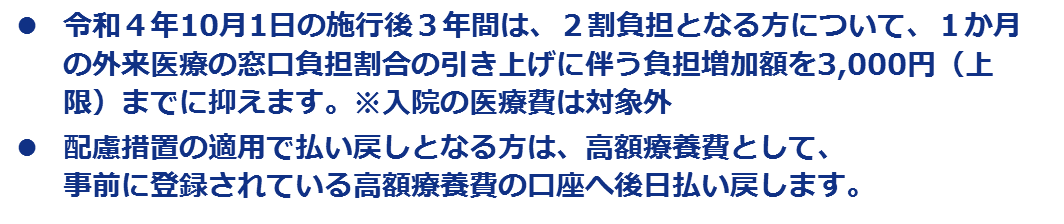 ● 令和４年10月1日の施行後３年間は、２割負担となる方について、１か月
の外来医療の窓口負担割合の引き上げに伴う負担増加額を3,000円（上
限）までに抑えます。※入院の医療費は対象外
● 配慮措置の適用で払い戻しとなる方は、高額療養費として、
事前に登録されている高額療養費の口座へ後日払い戻します。